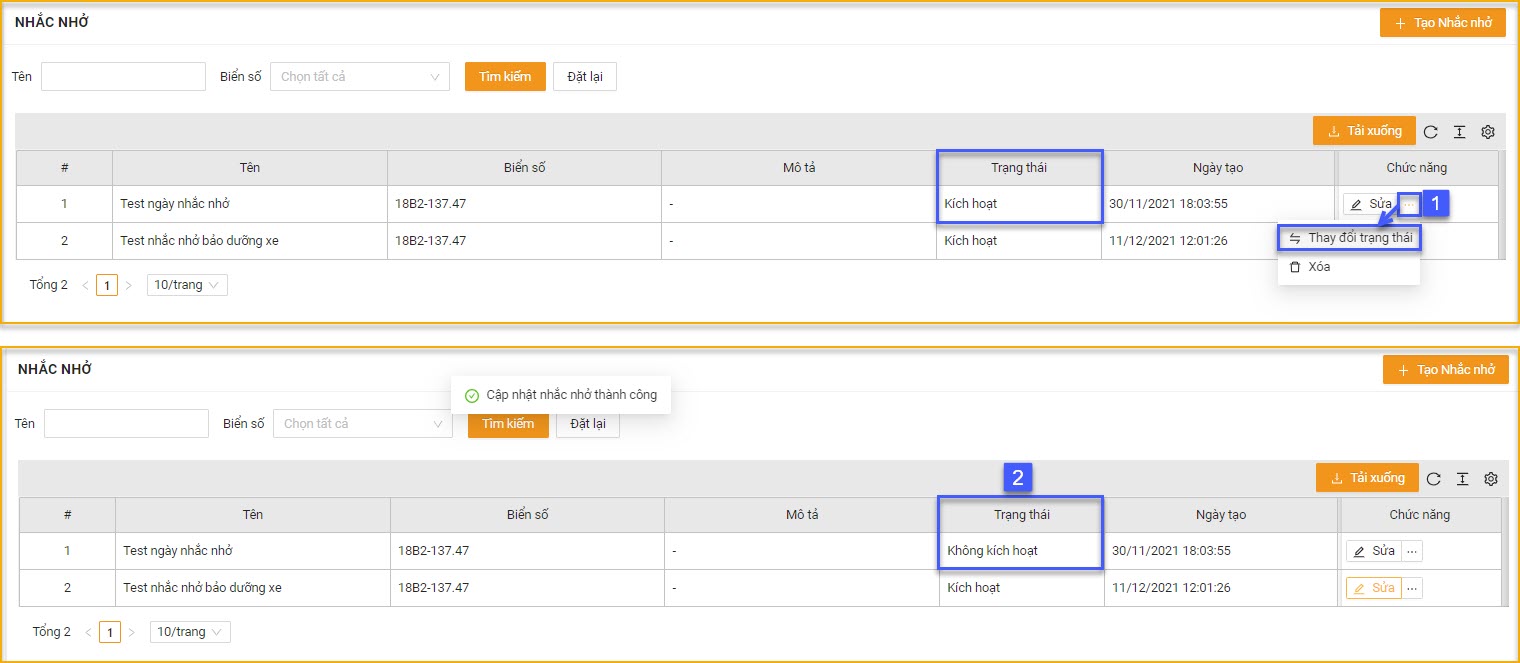 NHẮC NHỞ
+ Tạo Nhắc nhở
Tên Biển số Chọn tất cả Tìm kiếm Đặt lại
Tải xuống
# Tên Biển số Mô tả Trạng thái Ngày tạo Chức năng
1 Test ngày nhắc nhở 18B2-137.47 - Kích hoạt 30/11/2021 18:03:55 Sửa ... 1
2 Test nhắc nhở bảo dưỡng xe 18B2-137.47 - Kích hoạt 11/12/2021 12:01:26 Thay đổi trạng thái
Xóa
Tổng 2 < 1 > 10/trang
NHẮC NHỞ
+ Tạo Nhắc nhở
Cập nhật nhắc nhở thành công
Tên Biển số Chọn tất cả Tìm kiếm Đặt lại
2 Tải xuống
# Tên Biển số Mô tả Trạng thái Ngày tạo Chức năng
1 Test ngày nhắc nhở 18B2-137.47 - Không kích hoạt 30/11/2021 18:03:55 Sửa ...
2 Test nhắc nhở bảo dưỡng xe 18B2-137.47 - Kích hoạt 11/12/2021 12:01:26 Sửa ...
Tổng 2 < 1 > 10/trang